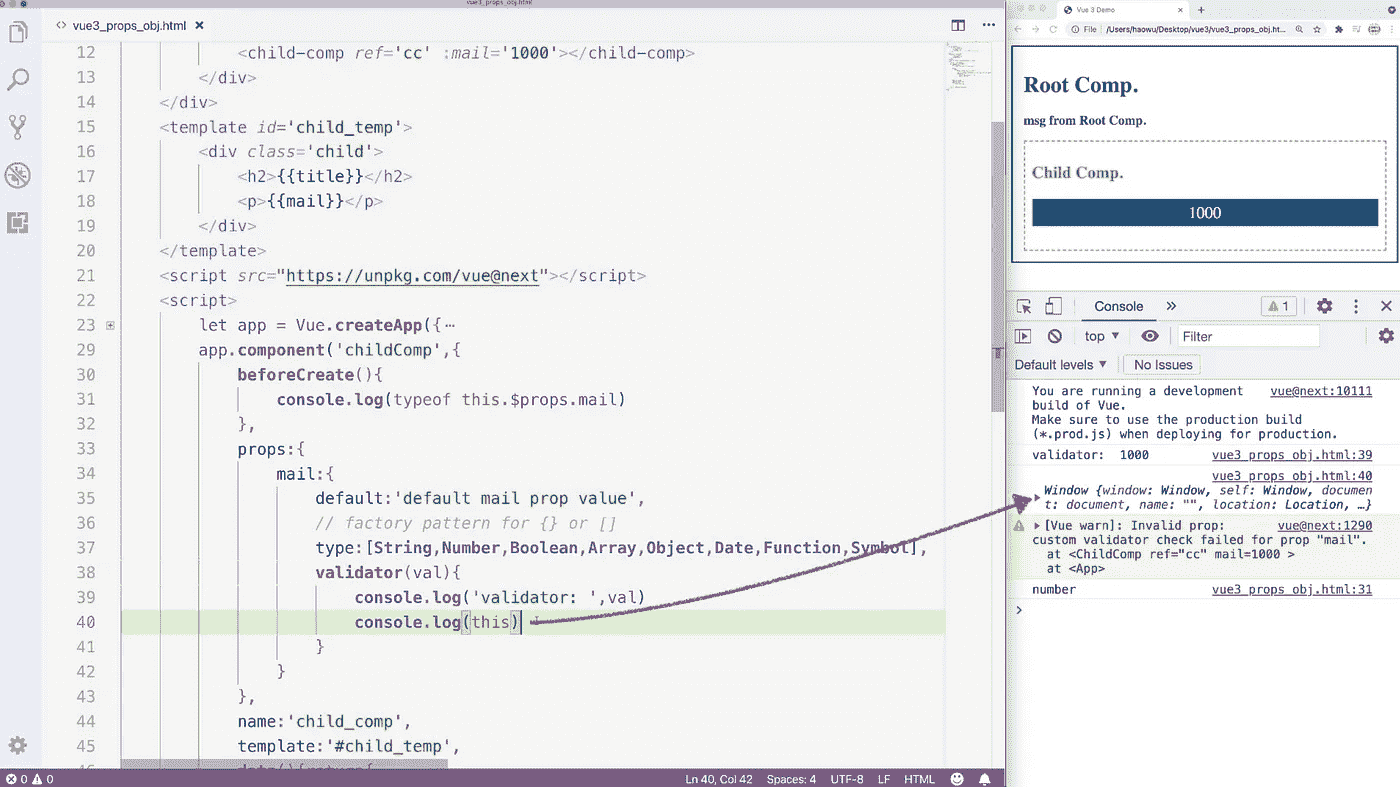 vue3_props_obj.html
vue3_props_obj.html
12 <child-comp ref='cc' :mail='1000'></child-comp>
13 </div>
14 </div>
15 <template id='child_temp'>
16 <div class='child'>
17 <h2>{{title}}</h2>
18 <p>{{mail}}</p>
19 </div>
20 </template>
21 <script src="https://unpkg.com/vue@next"></script>
22 <script>
23 let app = Vue.createApp({⋯
29 app.component('childComp',{
30 beforeCreate(){
31 console.log(typeof this.$props.mail)
32 },
33 props:{
34 mail:{
35 default:'default mail prop value',
36 // factory pattern for {} or []
37 type:[String,Number,Boolean,Array,Object,Date,Function,Symbol],
38 validator(val){
39 console.log('validator: ',val)
40 console.log(this)
41 }
42 }
43 },
44 name:'child_comp',
45 template:'#child_temp',
0 0 Ln 40, Col 42 Spaces: 4 UTF-8 LF HTML
Vue 3 Demo
File /Users/haowu/Desktop/vue3/vue3_props_obj.ht...
Root Comp.
msg from Root Comp.
Child Comp.
1000
Console » 1
top Filter
Default levels No Issues
You are running a development vue@next:10111
build of Vue.
Make sure to use the production build
(*.prod.js) when deploying for production.
validator: 1000 vue3_props_obj.html:39
vue3_props_obj.html:40
Window {window: Window, self: Window, documen
t: document, name: "", location: Location, …}
[Vue warn]: Invalid prop: vue@next:1290
custom validator check failed for prop "mail".
at <ChildComp ref="cc" mail=1000 >
at <App>
number vue3_props_obj.html:31